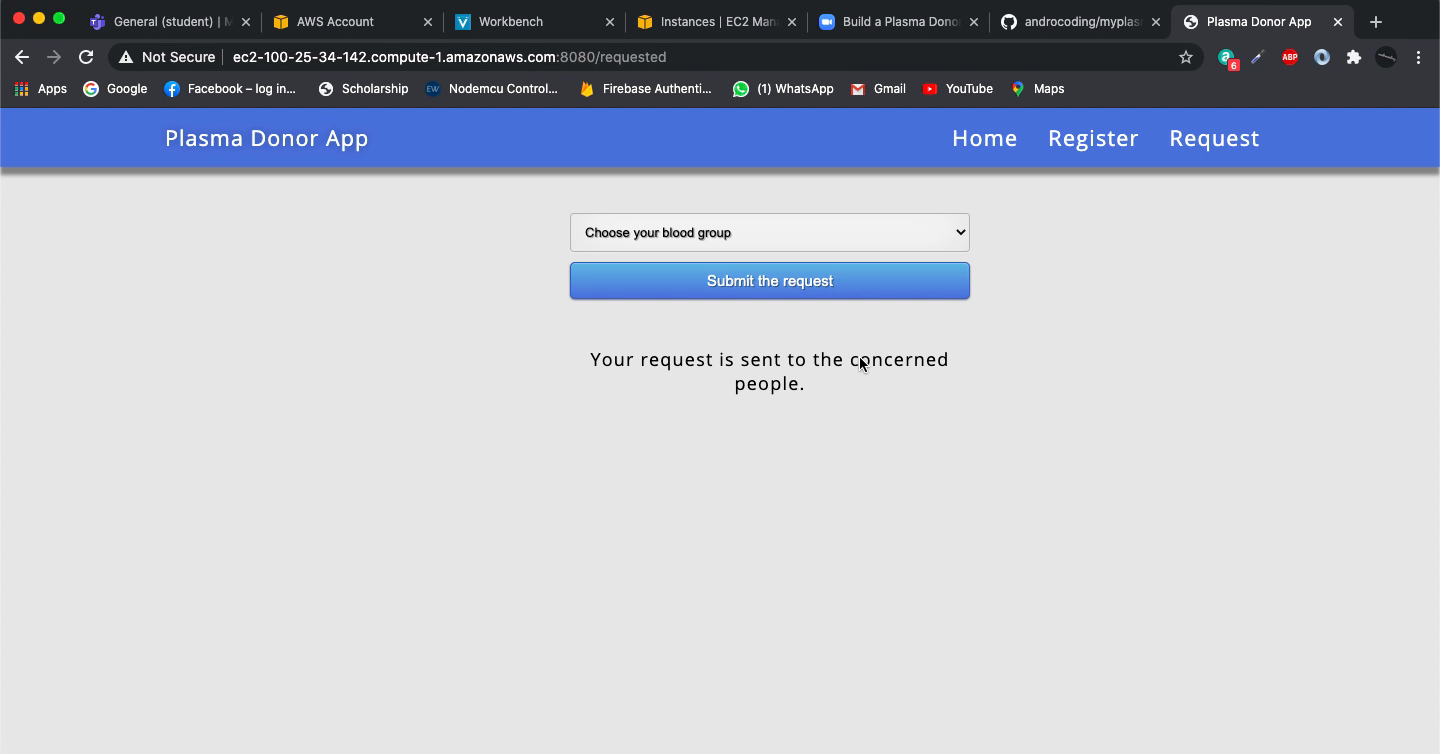 General (student) | M
AWS Account
Workbench
Instances | EC2 Man
Build a Plasma Dono
androcoding/myplas
Plasma Donor App
Not Secure
ec2-100-25-34-142.compute-1.amazonaws.com:8080/requested
6
ABP
Apps
Google
Facebook – log in...
Scholarship
EW
Nodemcu Control...
Firebase Authenti...
(1) WhatsApp
Gmail
YouTube
Maps
Plasma Donor App
Home
Register
Request
Choose your blood group
Submit the request
Your request is sent to the concerned
people.